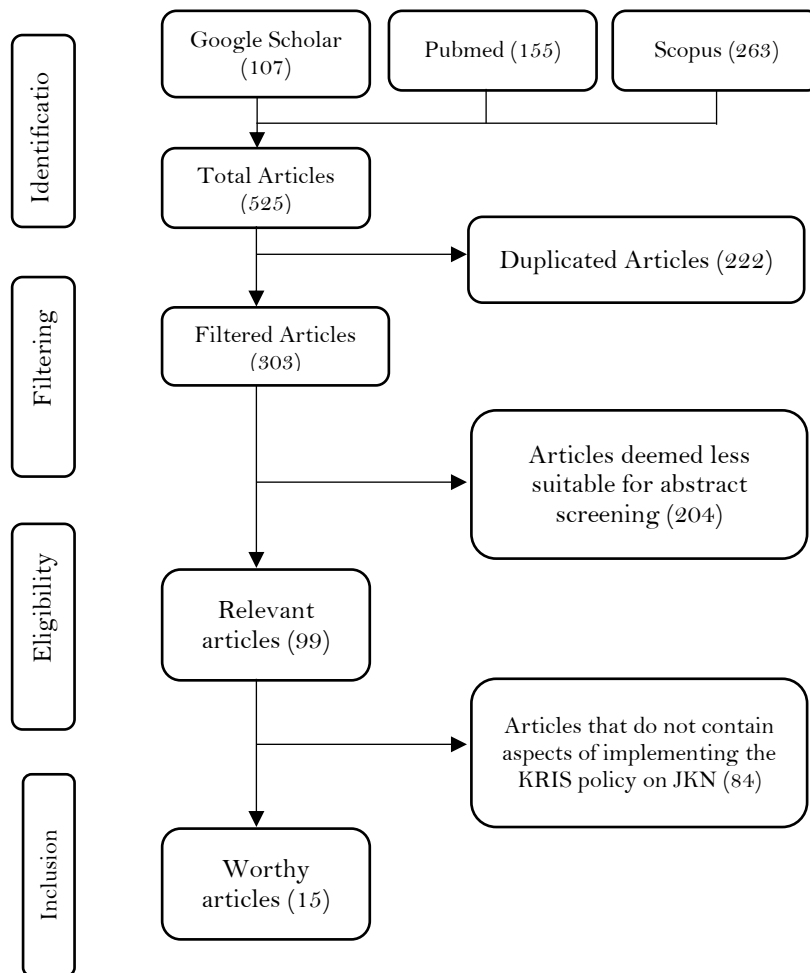 Identificatio
Google Scholar
(107)
Pubmed (155)
Scopus (263)
Total Articles
(525)
Duplicated Articles (222)
Filtering
Filtered Articles
(303)
Articles deemed less
suitable for abstract
screening (204)
Eligibility
Relevant
articles (99)
Articles that do not contain
aspects of implementing the
KRIS policy on JKN (84)
Inclusion
Worthy
articles (15)